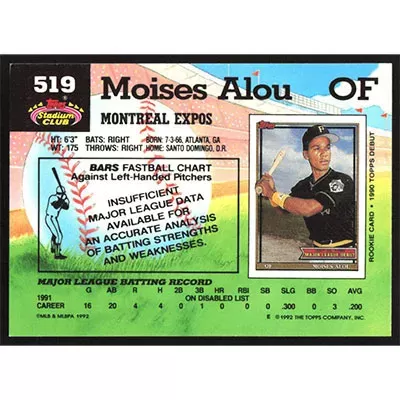 519
Topps
Stadium
CLUB
Moises Alou OF
MONTREAL EXPOS
HT: 6'3" BATS: RIGHT BORN: 7-3-66, ATLANTA, GA
WT: 175 THROWS: RIGHT HOME: SANTO DOMINGO, D.R.
BARS FASTBALL CHART
Against Left-Handed Pitchers
INSUFFICIENT
MAJOR LEAGUE DATA
AVAILABLE FOR
AN ACCURATE ANALYSIS
OF BATTING STRENGTHS
AND WEAKNESSES.
Topps
P
MAJOR LEAGUE DEBUT
OF MOISES ALOU
ROOKIE CARD • 1990 TOPPS DEBUT
MAJOR LEAGUE BATTING RECORD
G AB H 2B 3B HR RBI SB SLG BB SO AVG
1991 ON DISABLED LIST
CAREER 16 20 4 0 1 0 0 0 .300 0 3 .200
©MLB & MLBPA 1992
© 1992 THE TOPPS COMPANY, INC.